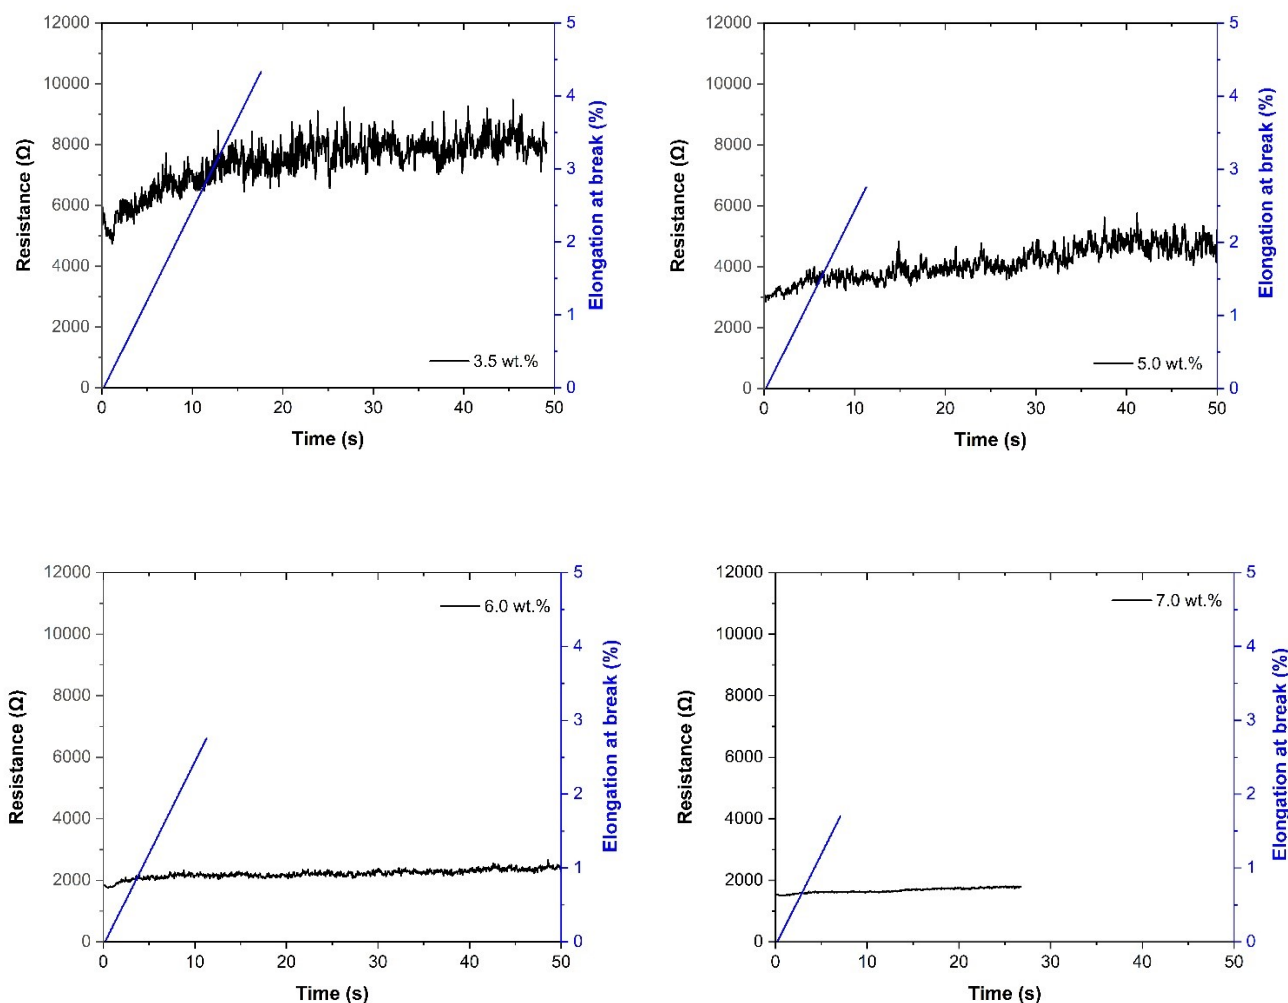 12000
10000
8000
6000
4000
2000
0
Resistance (Ω)
5
4
3
2
1
0
Elongation at break (%)
3.5 wt.%
0 10 20 30 40 50
Time (s)
12000
10000
8000
6000
4000
2000
0
Resistance (Ω)
5
4
3
2
1
0
Elongation at break (%)
5.0 wt.%
0 10 20 30 40 50
Time (s)
12000
10000
8000
6000
4000
2000
0
Resistance (Ω)
5
4
3
2
1
0
Elongation at break (%)
6.0 wt.%
0 10 20 30 40 50
Time (s)
12000
10000
8000
6000
4000
2000
0
Resistance (Ω)
5
4
3
2
1
0
Elongation at break (%)
7.0 wt.%
0 10 20 30 40 50
Time (s)